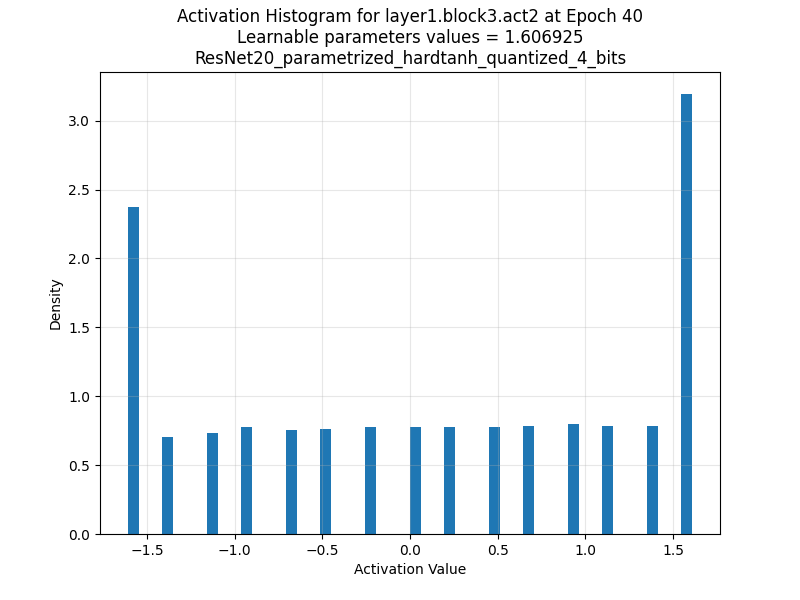 Activation Histogram for layer1.block3.act2 at Epoch 40
Learnable parameters values = 1.606925
ResNet20_parametrized_hardtanh_quantized_4_bits
3.0
2.5
2.0
1.5
1.0
0.5
0.0
Density
−1.5 −1.0 −0.5 0.0 0.5 1.0 1.5
Activation Value